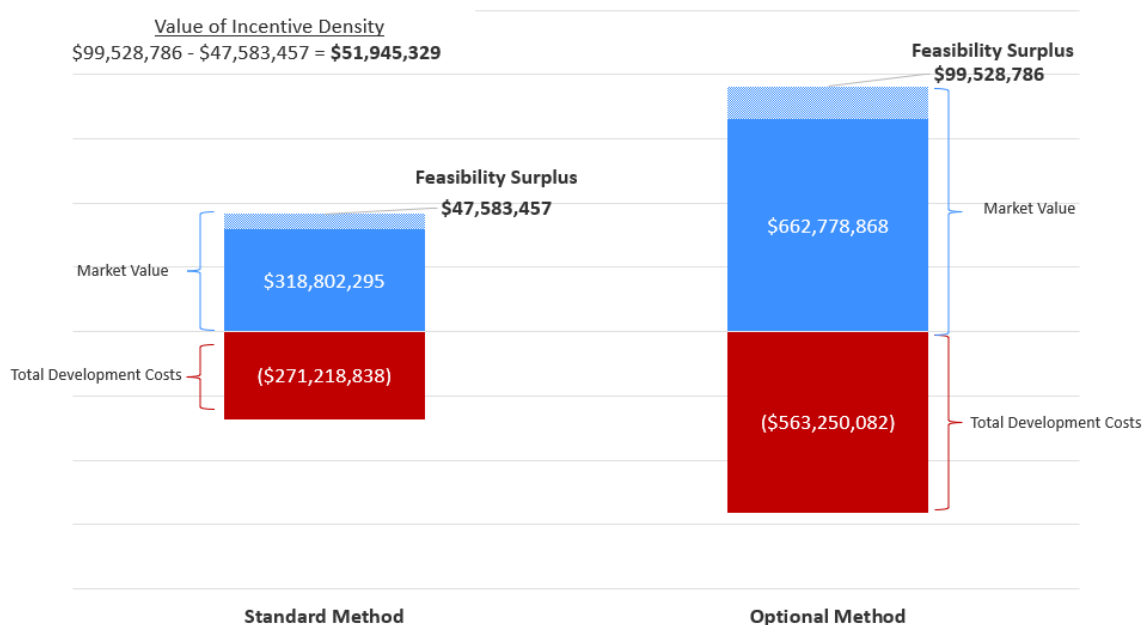 Value of Incentive Density
$99,528,786 - $47,583,457 = $51,945,329
Feasibility Surplus
$99,528,786
Feasibility Surplus
$47,583,457
Market Value
$662,778,868
Market Value
$318,802,295
Total Development Costs
($271,218,838)
($563,250,082)
Total Development Costs
Standard Method
Optional Method